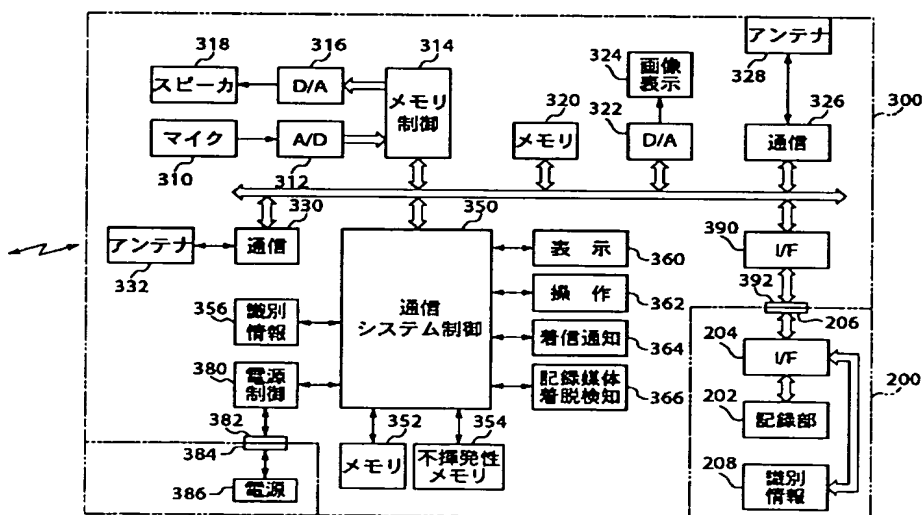 318
316
314
スピーカ
D/A
メモリ
制御
マイク
A/D
310
312
324
画像
表示
320
322
メモリ
D/A
アンテナ
328
326
300
通信
330
350
アンテナ
通信
332
390
I/F
392
206
通信
システム制御
表 示
360
操 作
362
着信通知
364
記録媒体
着脱検知
366
356
識別
情報
380
電源
制御
382
384
386
電源
352
354
メモリ
不揮発性
メモリ
204
I/F
200
202
記録部
208
識別
情報